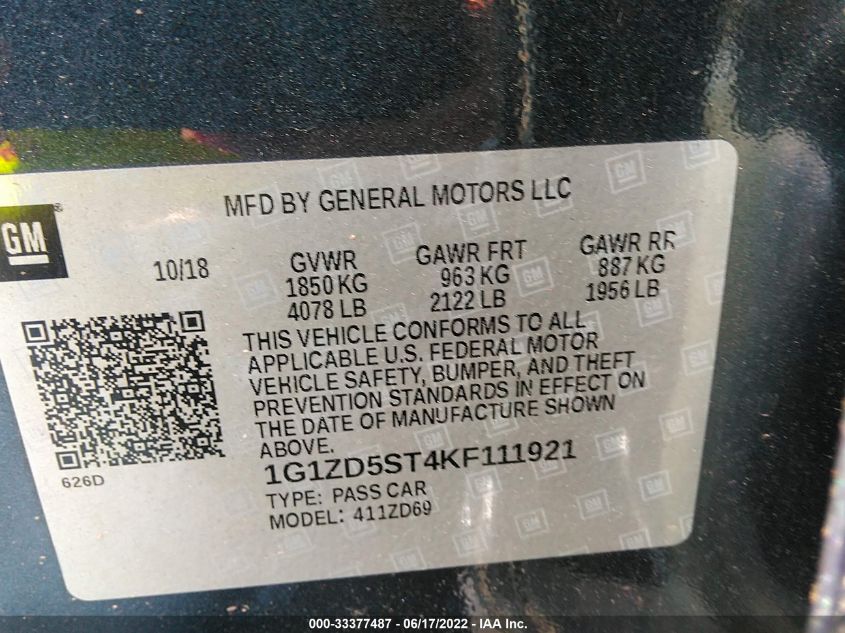 MFD BY GENERAL MOTORS LLC
GM
10/18
GVWR
1850 KG
4078 LB
GAWR FRT
963 KG
2122 LB
GAWR RR
887 KG
1956 LB
THIS VEHICLE CONFORMS TO ALL
APPLICABLE U.S. FEDERAL MOTOR
VEHICLE SAFETY, BUMPER, AND THEFT
PREVENTION STANDARDS IN EFFECT ON
THE DATE OF MANUFACTURE SHOWN
ABOVE.
626D
1G1ZD5ST4KF111921
TYPE: PASS CAR
MODEL: 411ZD69
000-33377487 - 06/17/2022 - IAA Inc.